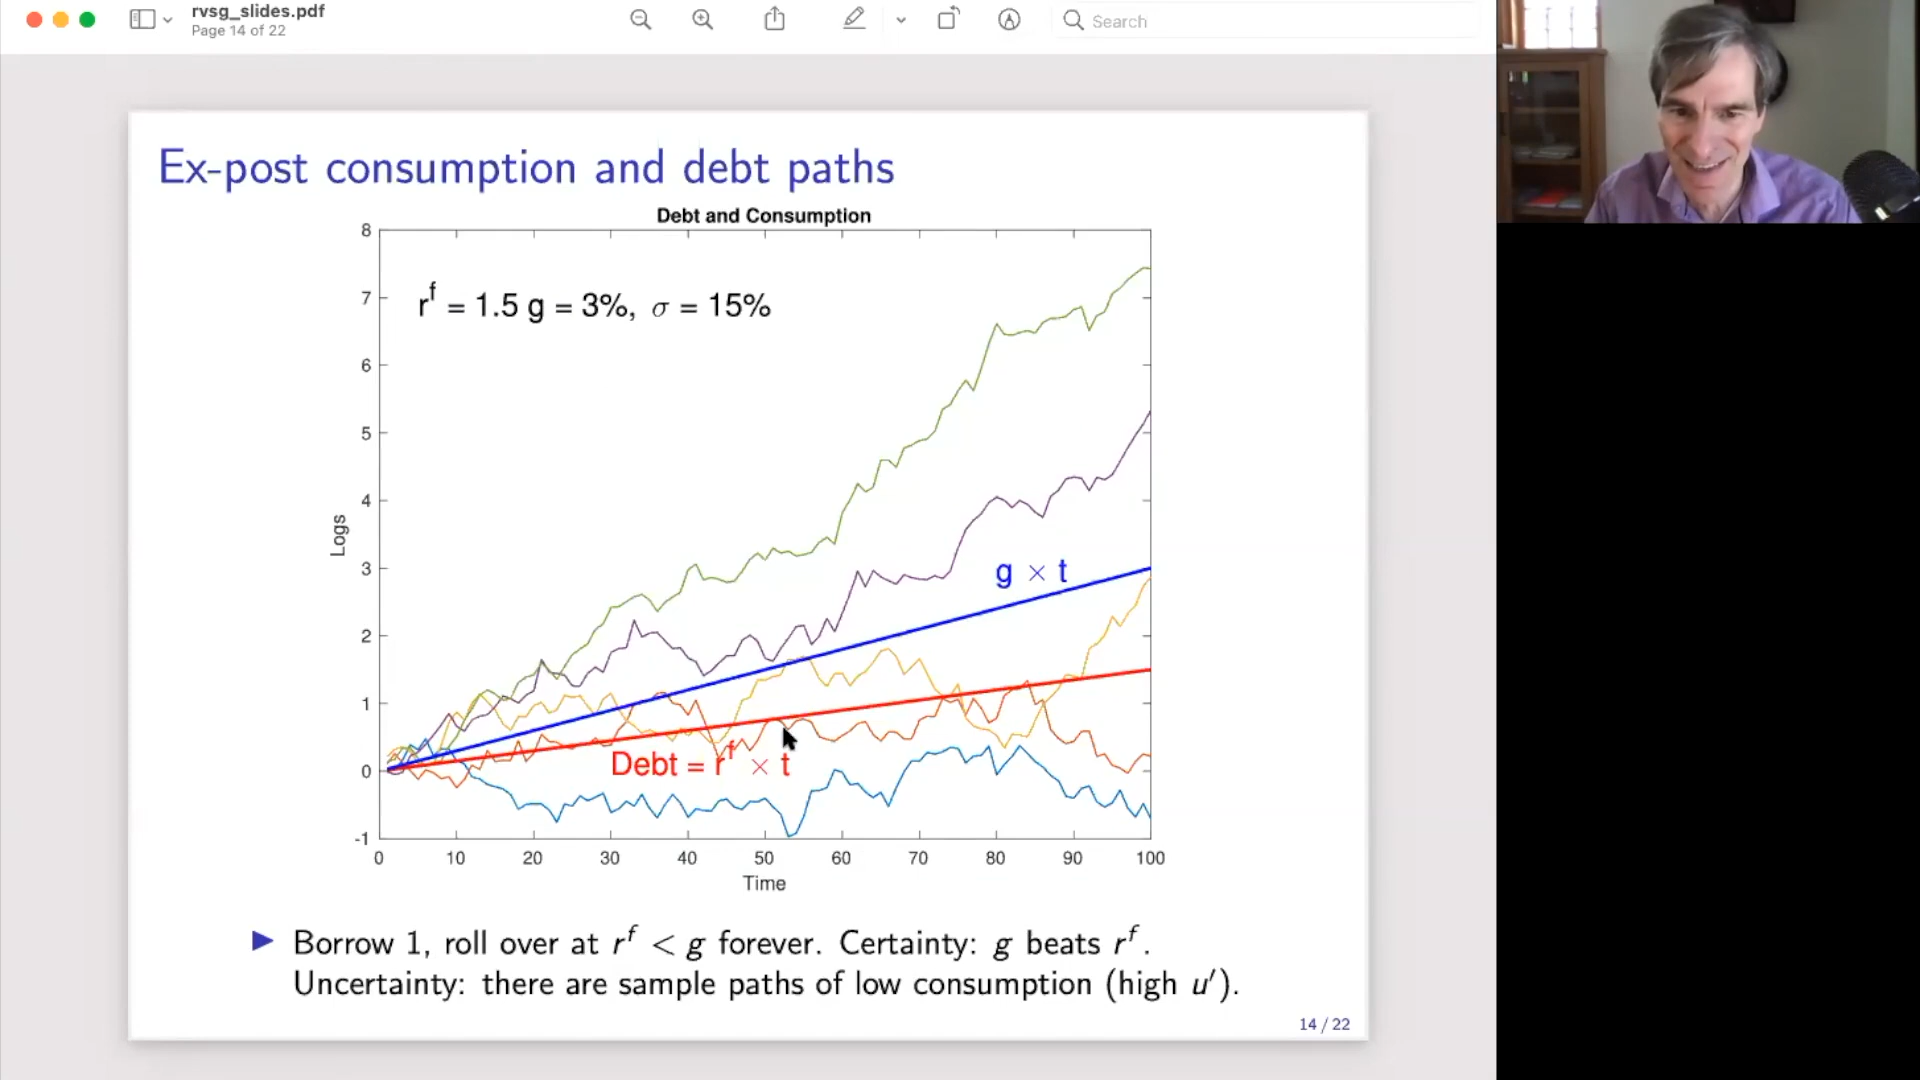 rvsg_slides.pdf
Page 14 of 22
Search
Ex-post consumption and debt paths
Debt and Consumption
r^f = 1.5 g = 3%, σ = 15%
8
7
6
5
4
3
2
1
0
-1
Logs
g × t
Debt = r^f × t
0 10 20 30 40 50 60 70 80 90 100
Time
▶ Borrow 1, roll over at r^f < g forever. Certainty: g beats r^f.
Uncertainty: there are sample paths of low consumption (high u′).
14 / 22